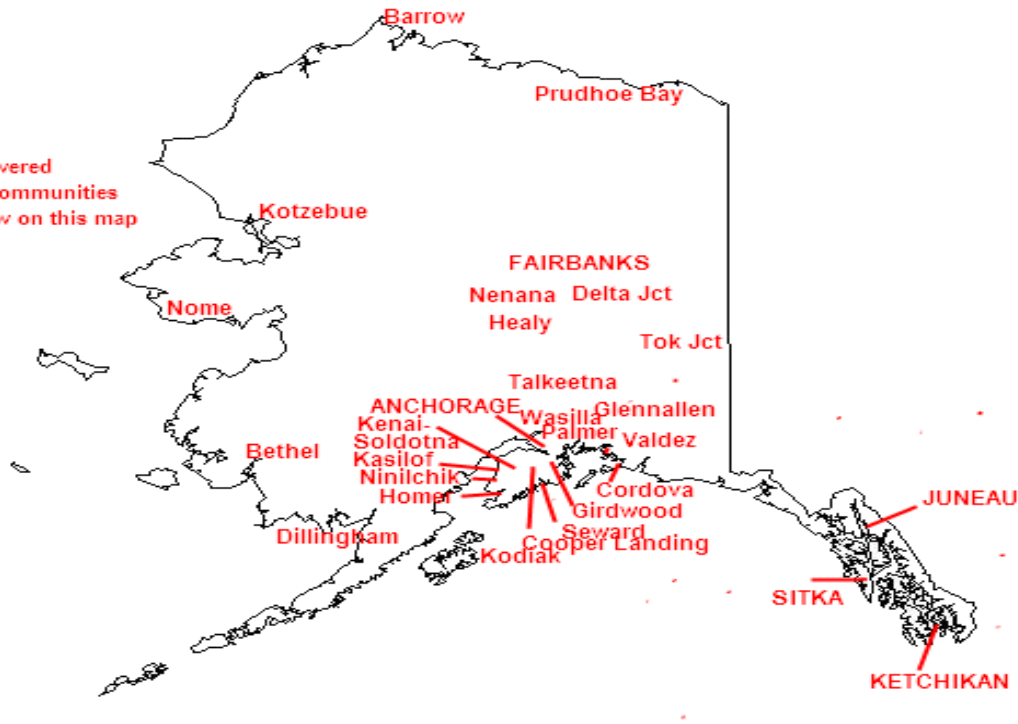 Barrow
Prudhoe Bay
vered
ommunities
w on this map
Kotzebue
FAIRBANKS
Nenana
Delta Jct
Nome
Healy
Tok Jct
Talkeetna
ANCHORAGE
Wasilla
Glennallen
Kenai-
Soldotna
Palmer
Valdez
Bethel
Kasilof
Ninilchik
Homer
Cordova
JUNEAU
Girdwood
Dillingham
Seward
Cooper Landing
Kodiak
SITKA
KETCHIKAN